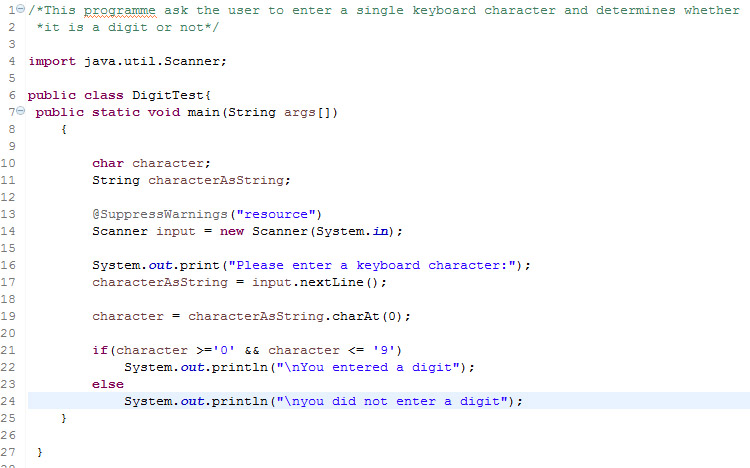 1 /*This programme ask the user to enter a single keyboard character and determines whether
2 *it is a digit or not*/
3
4 import java.util.Scanner;
5
6 public class DigitTest{
7 public static void main(String args[])
8 {
9
10 char character;
11 String characterAsString;
12
13 @SuppressWarnings("resource")
14 Scanner input = new Scanner(System.in);
15
16 System.out.print("Please enter a keyboard character:");
17 characterAsString = input.nextLine();
18
19 character = characterAsString.charAt(0);
20
21 if(character >='0' && character <= '9')
22 System.out.println("\nYou entered a digit");
23 else
24 System.out.println("\nyou did not enter a digit");
25 }
26
27 }